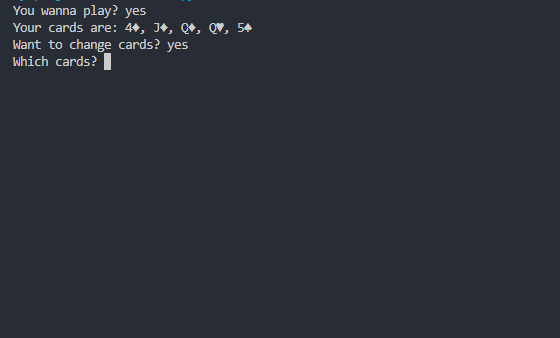 You wanna play? yes
Your cards are: 4♦, J♦, Q♦, Q♥, 5♠
Want to change cards? yes
Which cards?